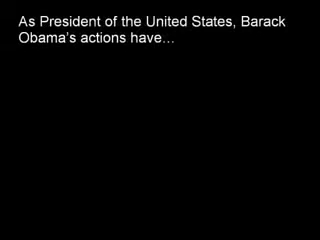 As President of the United States, Barack
Obama's actions have...